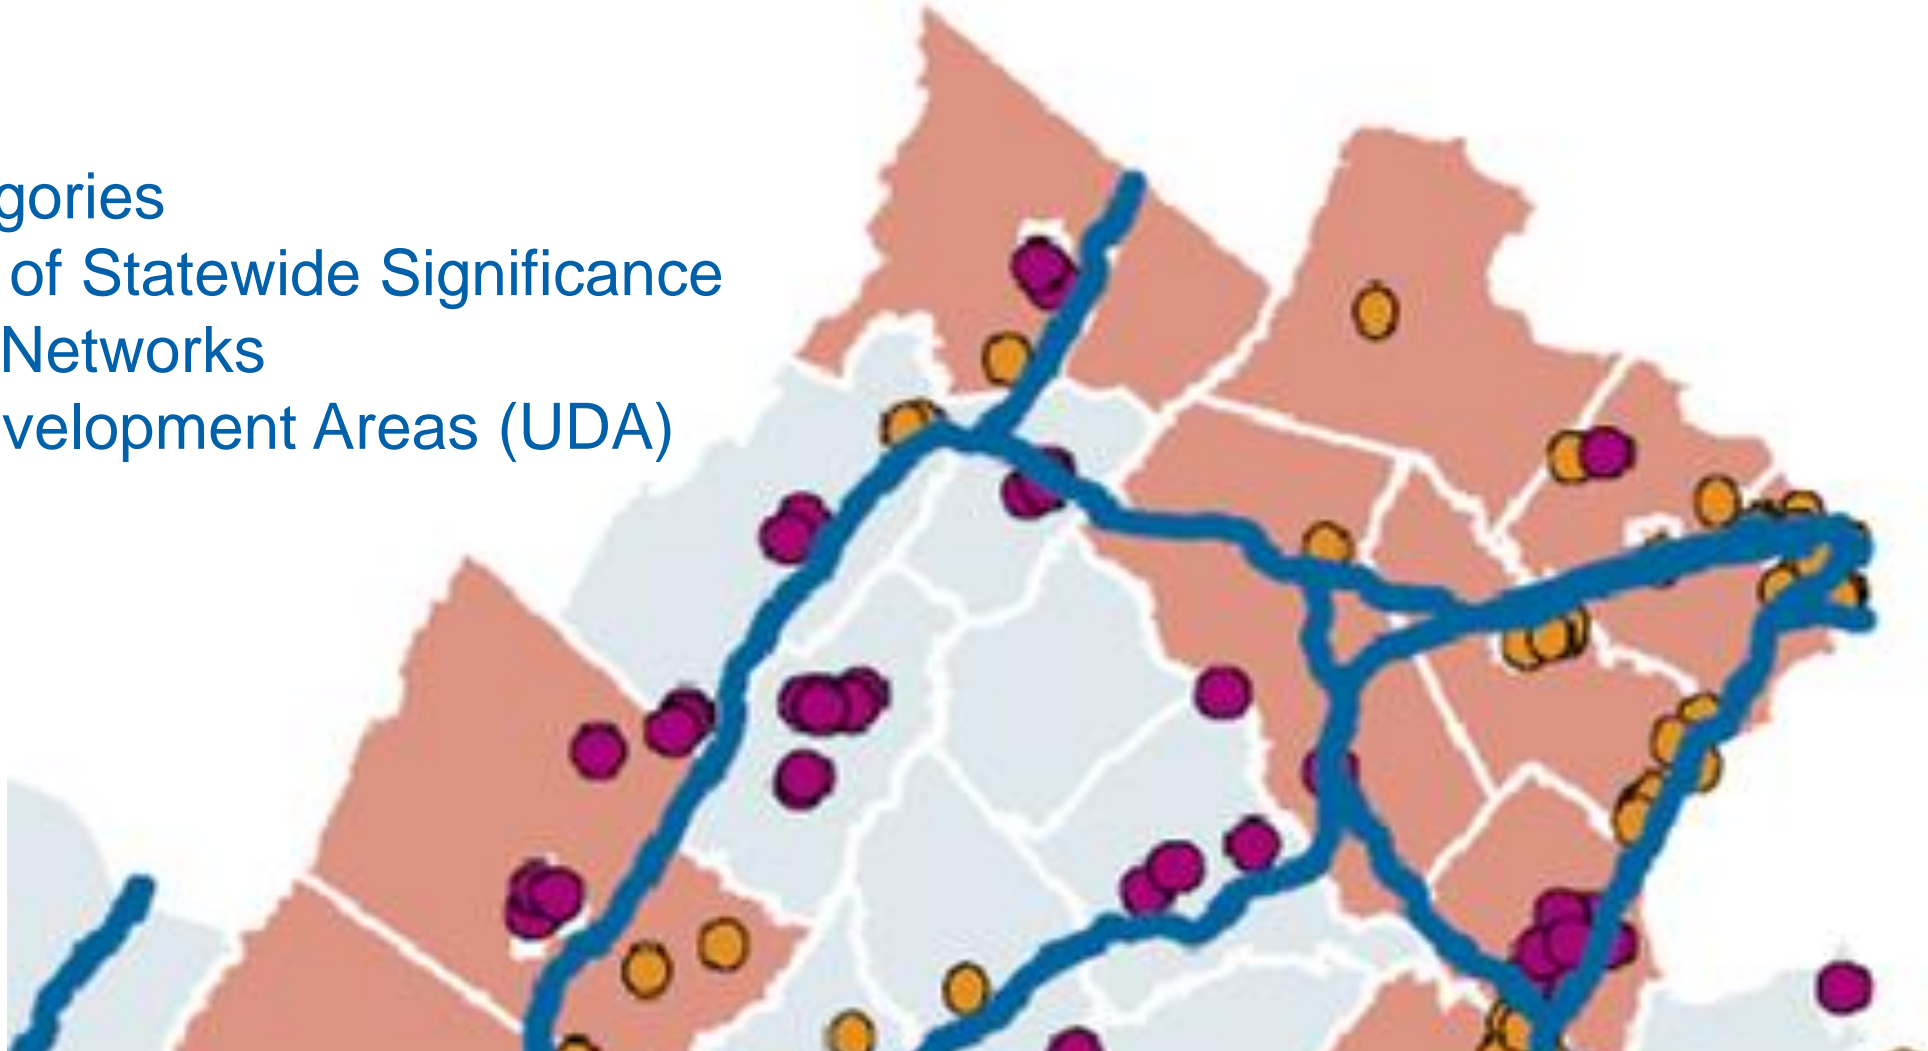 gories
of Statewide Significance
Networks
velopment Areas (UDA)